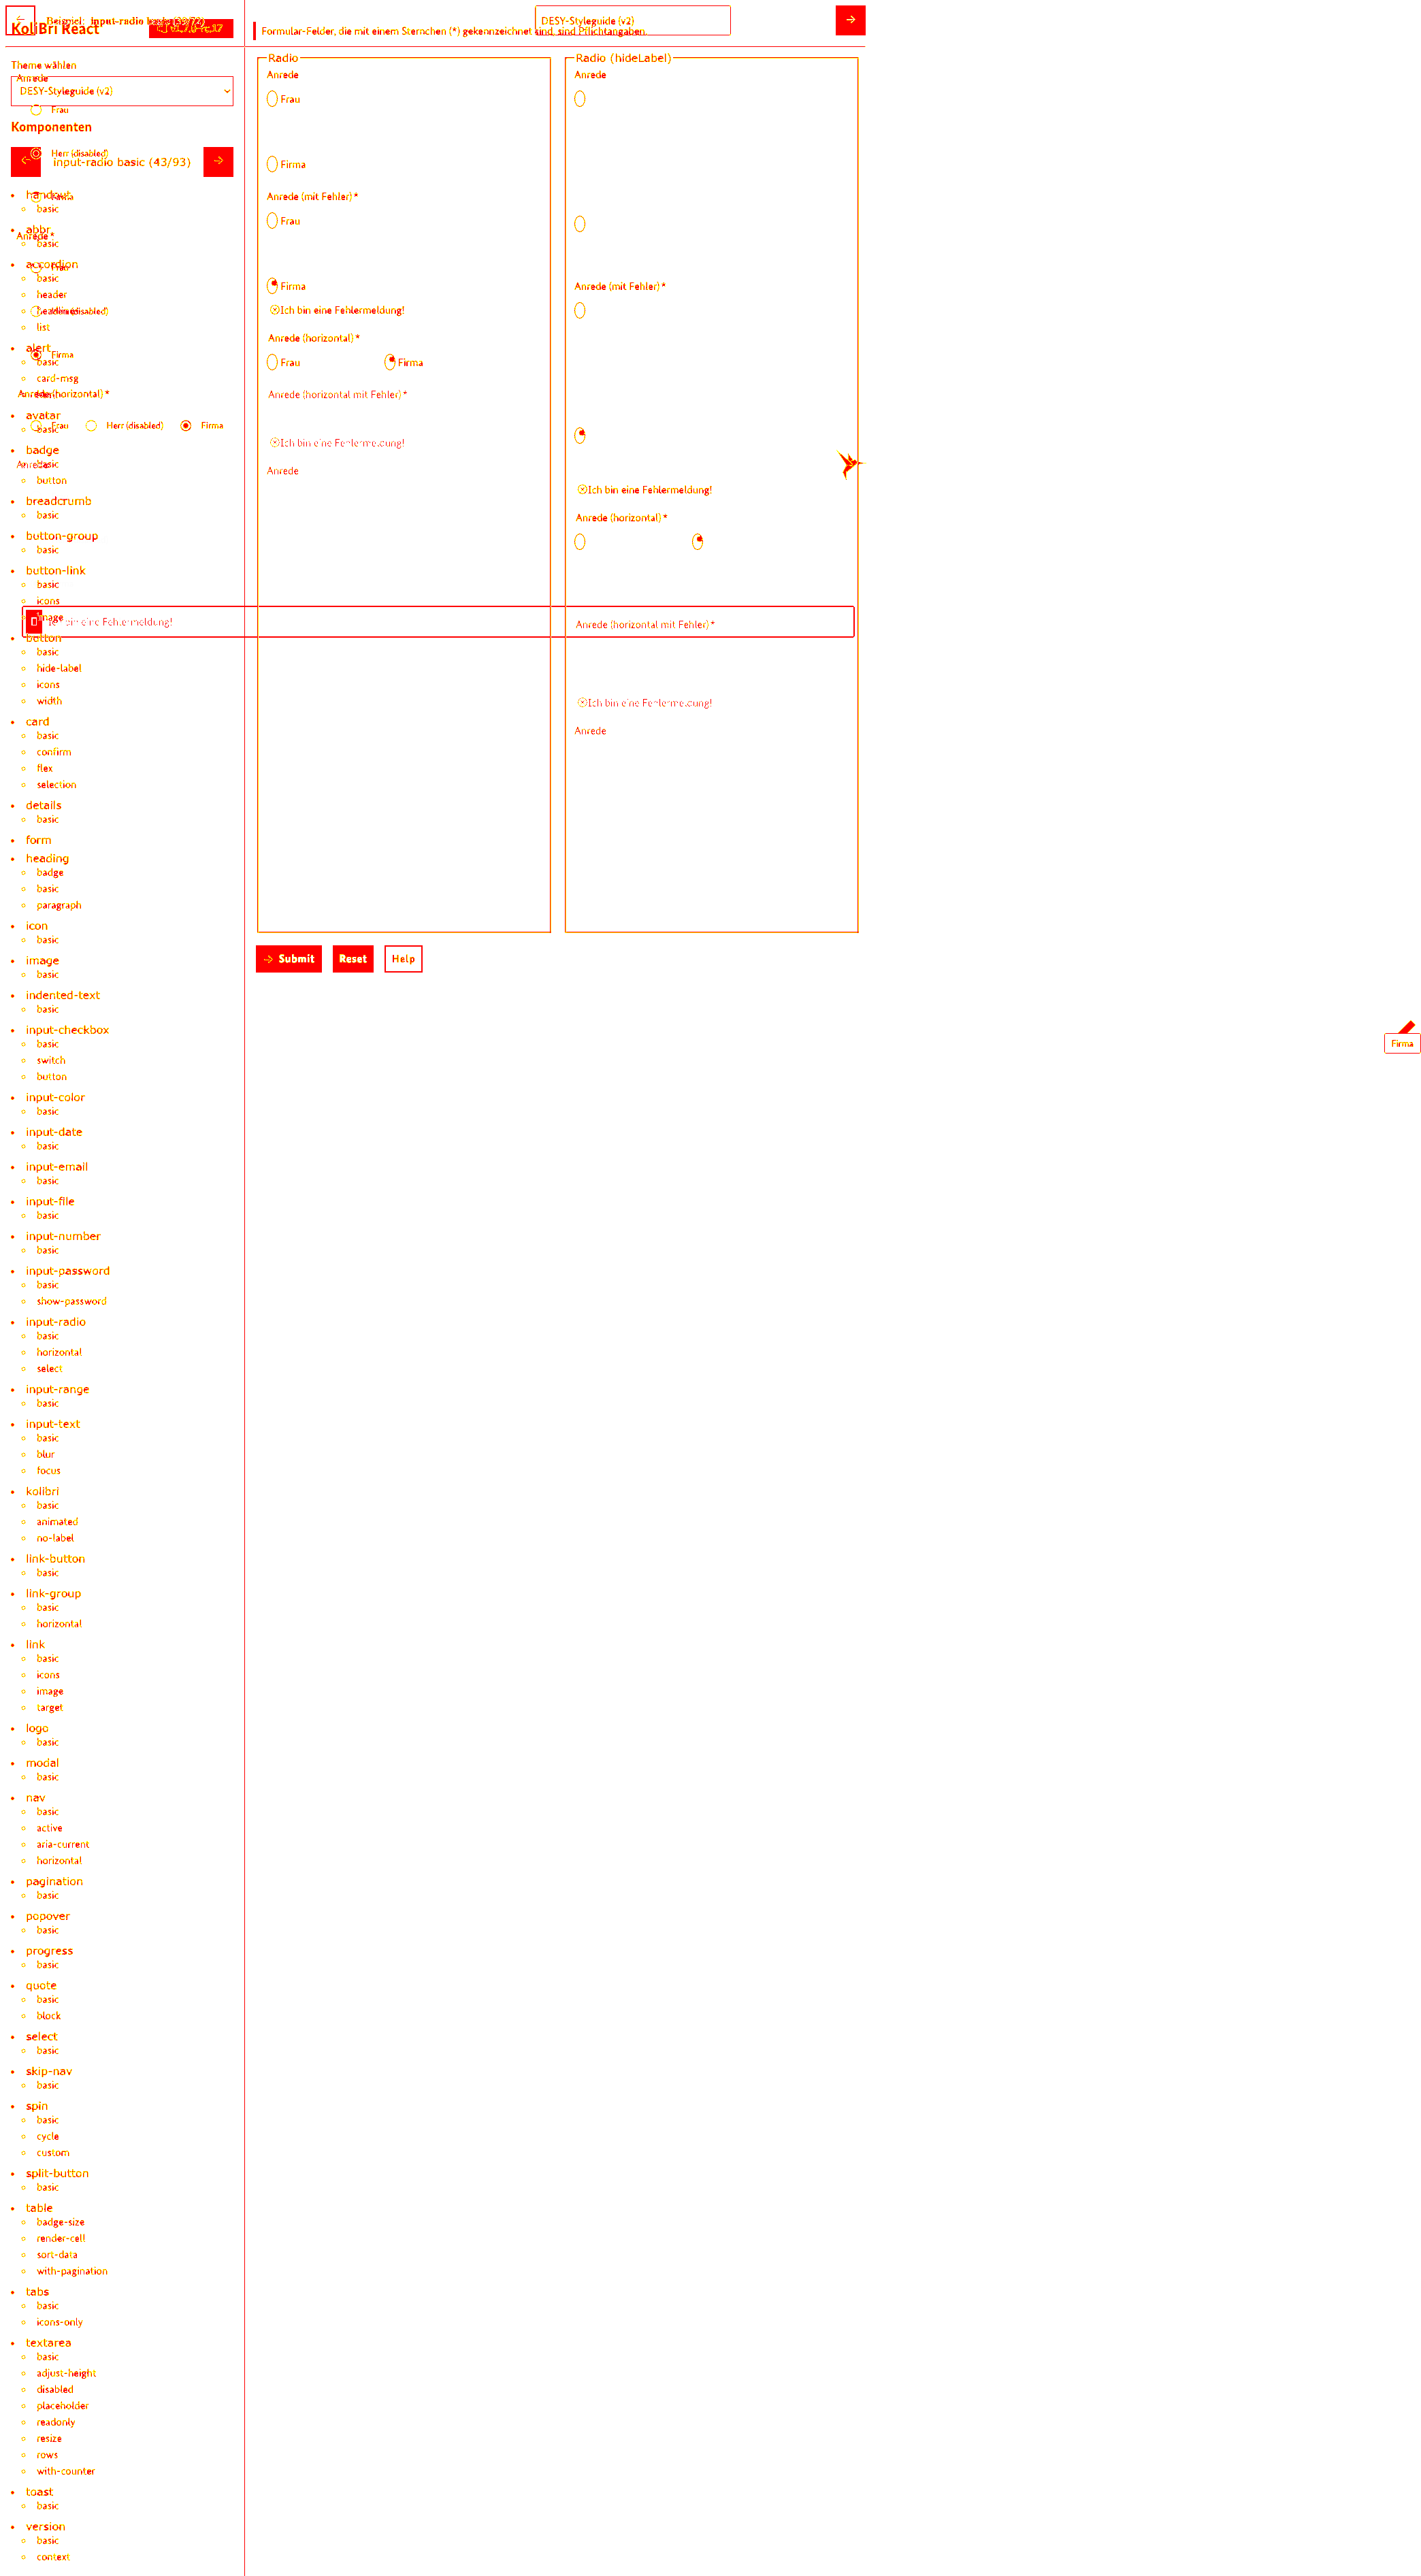 KoliBri React
Beispiel: input-radio basic
DESY-Styleguide (v2)
Formular-Felder, die mit einem Sternchen (*) gekennzeichnet sind, sind Pflichtangaben.
Theme wählen
Anrede
DESY-Styleguide (v2)
Frau
Komponenten
Herr (disabled)
input-radio basic (43/93)
handout
basic
abbr
Anrede *
basic
accordion
basic
header
list
alert
Firma
basic
card-msg
Anrede (horizontal) *
avatar
basic
Frau
Herr (disabled)
Firma
badge
basic
button
breadcrumb
basic
button-group
basic
button-link
basic
icons
image
bin eine Fehlermeldung!
button
basic
hide-label
icons
width
card
basic
confirm
flex
selection
details
basic
form
heading
badge
basic
paragraph
icon
basic
image
basic
indented-text
basic
input-checkbox
basic
switch
button
input-color
basic
input-date
basic
input-email
basic
input-file
basic
input-number
basic
input-password
basic
show-password
input-radio
basic
horizontal
select
input-range
basic
input-text
basic
blur
focus
kolibri
basic
animated
no-label
link-button
basic
link-group
basic
horizontal
link
basic
icons
image
target
logo
basic
modal
basic
nav
basic
active
aria-current
horizontal
pagination
basic
popover
basic
progress
basic
quote
basic
block
select
basic
skip-nav
basic
spin
basic
cycle
custom
split-button
basic
table
badge-size
render-cell
sort-data
with-pagination
tabs
basic
icons-only
textarea
basic
adjust-height
disabled
placeholder
readonly
resize
rows
with-counter
toast
basic
version
basic
context
Radio
Anrede
Frau
Firma
Anrede (mit Fehler) *
Frau
Firma
Ich bin eine Fehlermeldung!
Anrede (horizontal) *
Frau
Firma
Anrede (horizontal mit Fehler) *
Ich bin eine Fehlermeldung!
Anrede
Radio (hideLabel)
Anrede
Anrede (mit Fehler) *
Ich bin eine Fehlermeldung!
Anrede (horizontal) *
Anrede (horizontal mit Fehler) *
Ich bin eine Fehlermeldung!
Anrede
Submit
Reset
Help
Firma